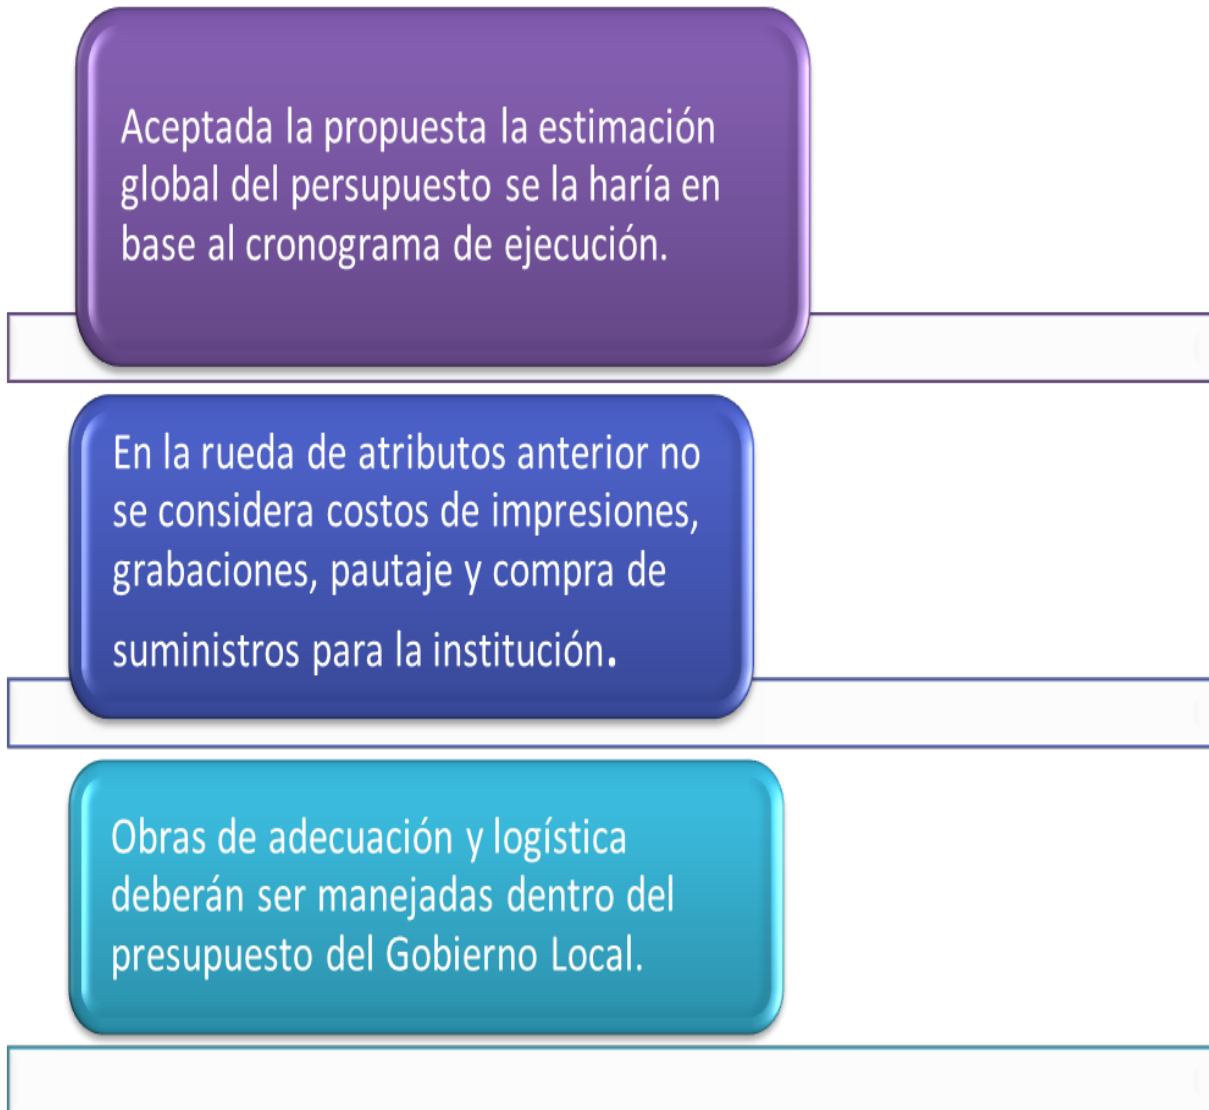 Aceptada la propuesta la estimación
global del persupuesto se la haría en
base al cronograma de ejecución.
En la rueda de atributos anterior no
se considera costos de impresiones,
grabaciones, pautaje y compra de
suministros para la institución.
Obras de adecuación y logística
deberán ser manejadas dentro del
presupuesto del Gobierno Local.